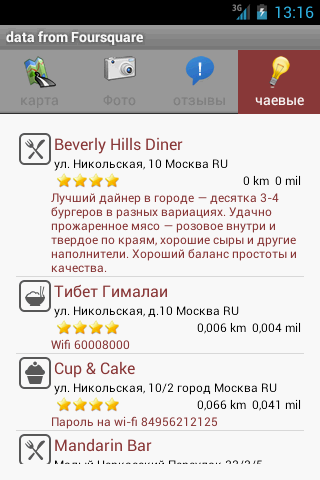 3G 13:16
data from Foursquare
карта Фото отзывы чаевые
Beverly Hills Diner
ул. Никольская, 10 Москва RU
0 km 0 mil
Лучший дайнер в городе — десятка 3-4
бургеров в разных вариациях. Удачно
прожаренное мясо — розовое внутри и
твердое по краям, хорошие сыры и другие
наполнители. Хороший баланс простоты и
качества.
Тибет Гималаи
ул. Никольская, д.10 Москва RU
0,006 km 0,004 mil
Wifi 60008000
Cup & Cake
ул. Никольская, 10/2 город Москва RU
0,066 km 0,041 mil
Пароль на wi-fi 84956212125
Mandarin Bar
Малый Черкасский Переулок